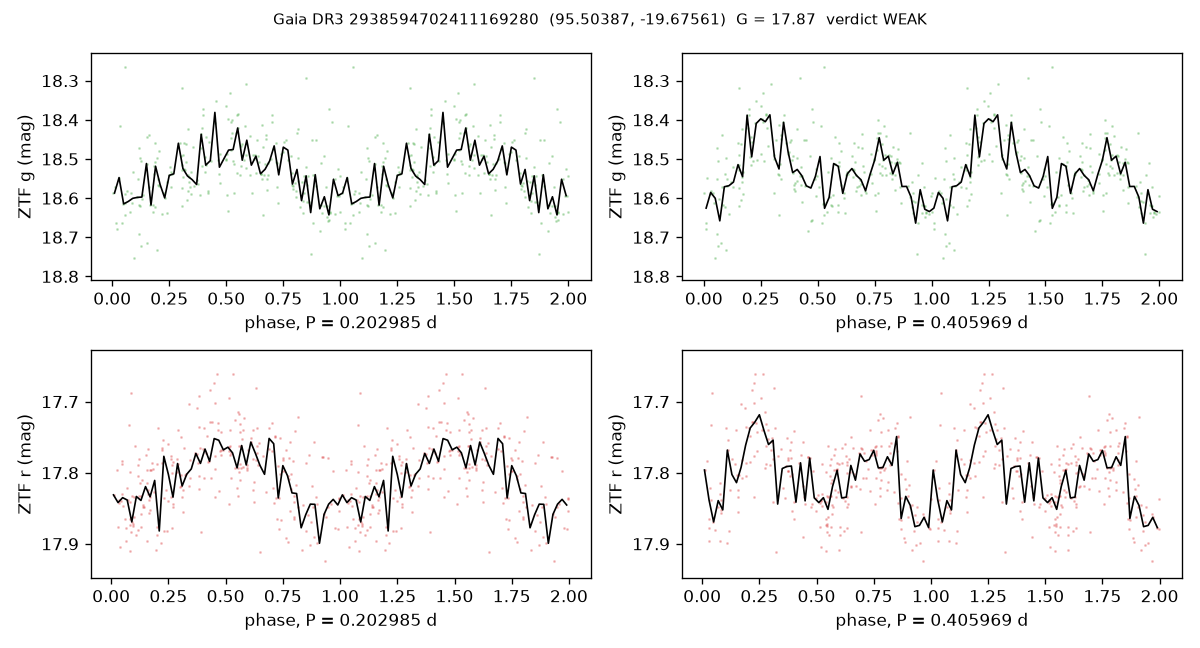 Gaia DR3 2938594702411169280 (95.50387, -19.67561) G = 17.87 verdict WEAK
18.3
18.4
18.5
18.6
18.7
18.8
ZTF g (mag)
0.00 0.25 0.50 0.75 1.00 1.25 1.50 1.75 2.00
phase, P = 0.202985 d
18.3
18.4
18.5
18.6
18.7
18.8
ZTF g (mag)
0.00 0.25 0.50 0.75 1.00 1.25 1.50 1.75 2.00
phase, P = 0.405969 d
17.7
17.8
17.9
ZTF r (mag)
0.00 0.25 0.50 0.75 1.00 1.25 1.50 1.75 2.00
phase, P = 0.202985 d
17.7
17.8
17.9
ZTF r (mag)
0.00 0.25 0.50 0.75 1.00 1.25 1.50 1.75 2.00
phase, P = 0.405969 d